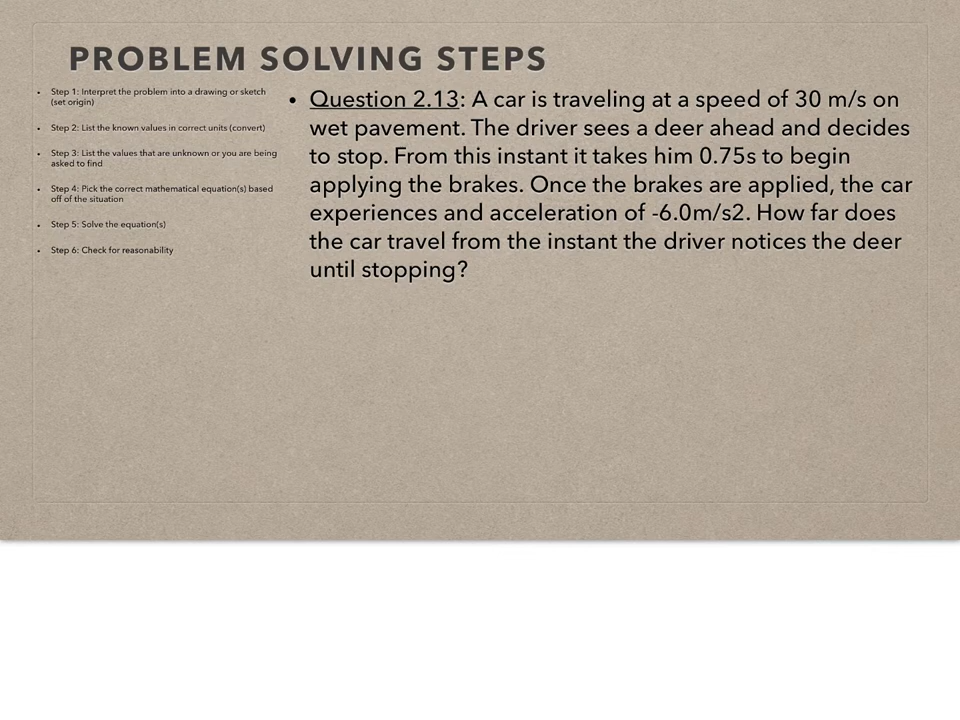 PROBLEM SOLVING STEPS
• Step 1: Interpret the problem into a drawing or sketch
(set origin)
• Step 2: List the known values in correct units (convert)
• Step 3: List the values that are unknown or you are being
asked to find
• Step 4: Pick the correct mathematical equation(s) based
off of the situation
• Step 5: Solve the equation(s)
• Step 6: Check for reasonability
• Question 2.13: A car is traveling at a speed of 30 m/s on
wet pavement. The driver sees a deer ahead and decides
to stop. From this instant it takes him 0.75s to begin
applying the brakes. Once the brakes are applied, the car
experiences and acceleration of -6.0m/s2. How far does
the car travel from the instant the driver notices the deer
until stopping?